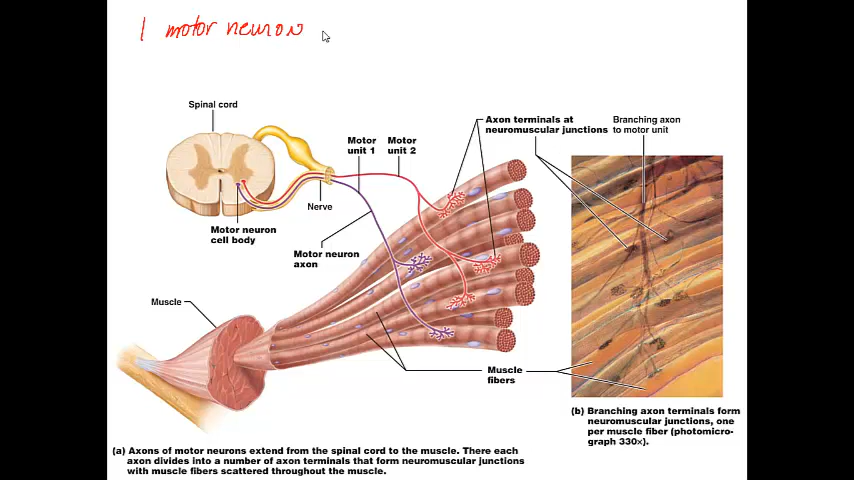 1 motor neuron
Spinal cord
Motor
unit 1
Motor
unit 2
Axon terminals at
neuromuscular junctions
Branching axon
to motor unit
Nerve
Motor neuron
cell body
Motor neuron
axon
Muscle
Muscle
fibers
(b) Branching axon terminals form
neuromuscular junctions, one
per muscle fiber (photomicro-
graph 330×).
(a) Axons of motor neurons extend from the spinal cord to the muscle. There each
axon divides into a number of axon terminals that form neuromuscular junctions
with muscle fibers scattered throughout the muscle.